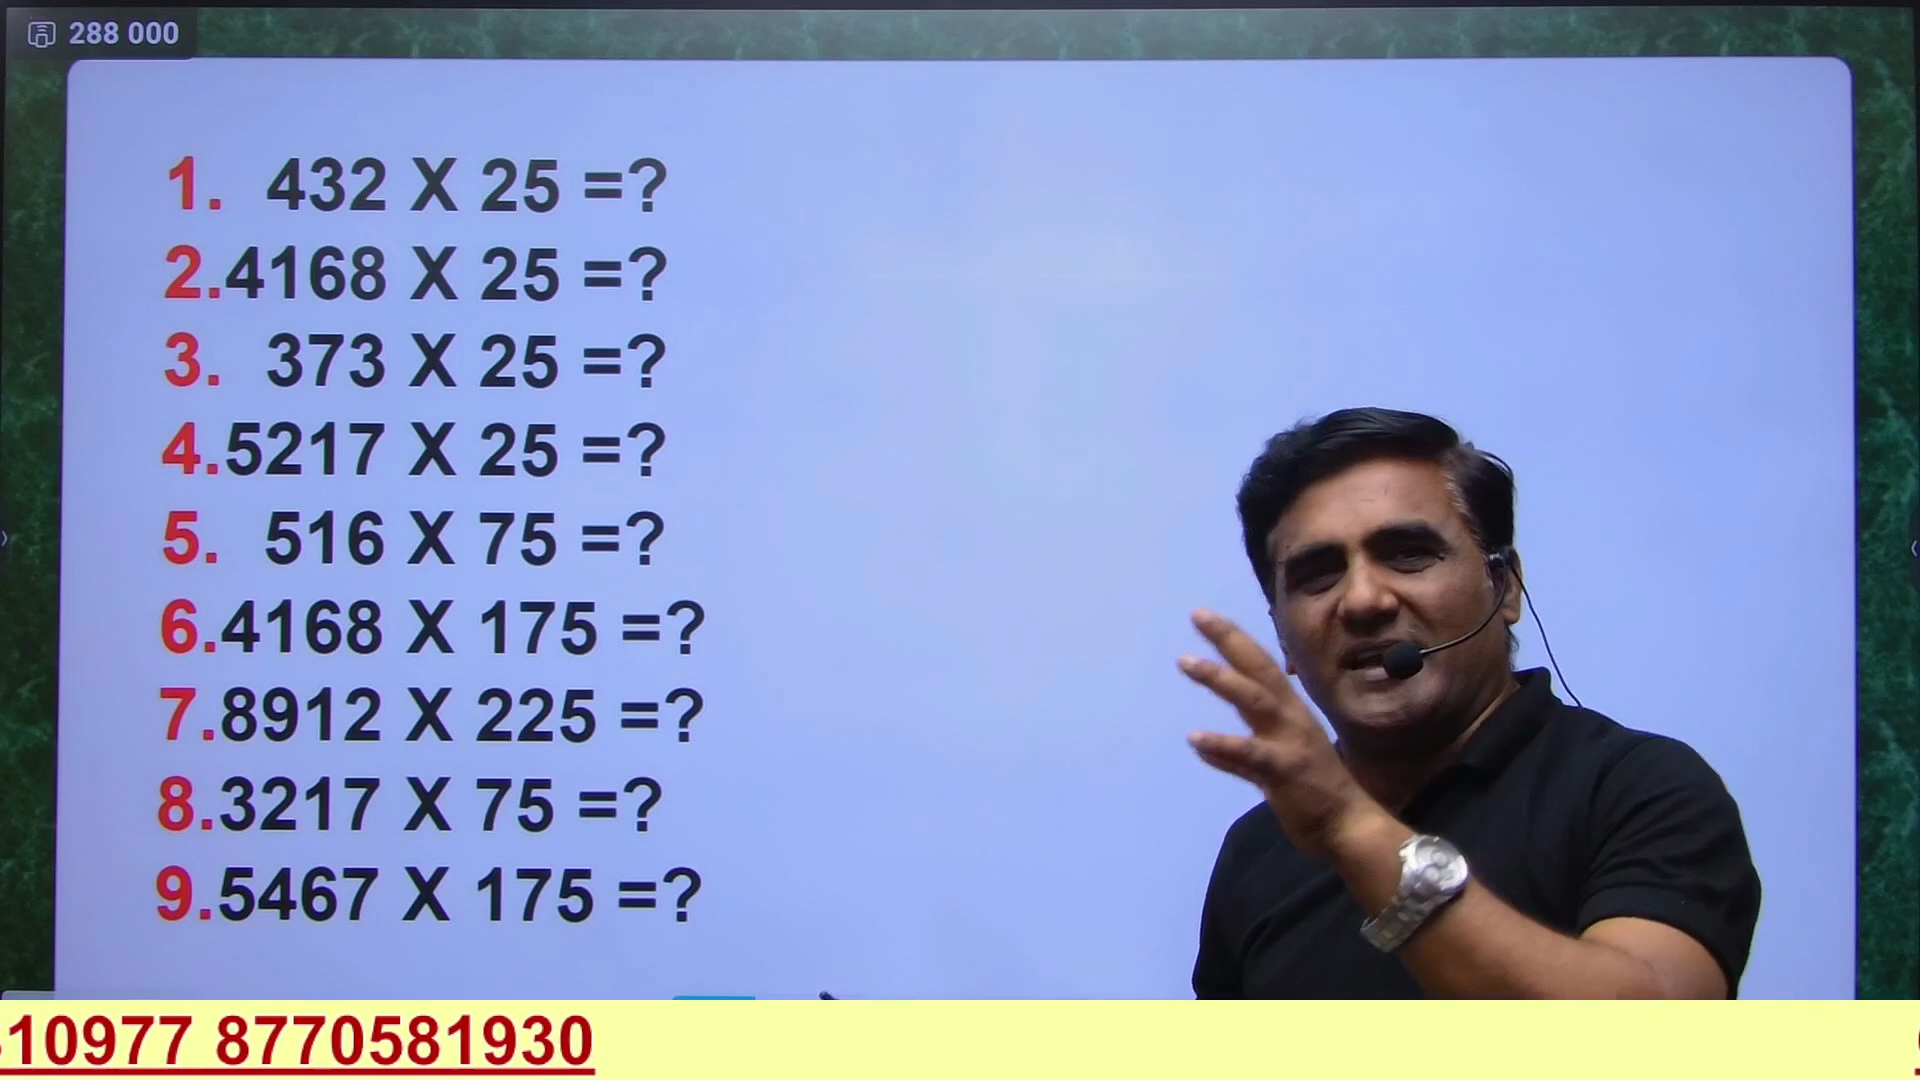 288 000
1. 432 X 25 =?
2.4168 X 25 =?
3. 373 X 25 =?
4.5217 X 25 =?
5. 516 X 75 =?
6.4168 X 175 =?
7.8912 X 225 =?
8.3217 X 75 =?
9.5467 X 175 =?
10977 8770581930